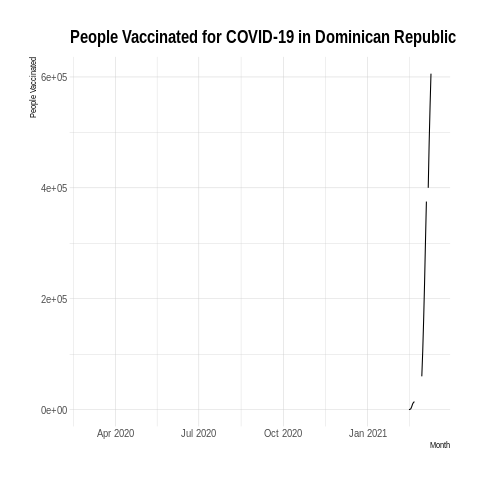 People Vaccinated for COVID-19 in Dominican Republic
People Vaccinated
6e+05
4e+05
2e+05
0e+00
Apr 2020
Jul 2020
Oct 2020
Jan 2021
Month